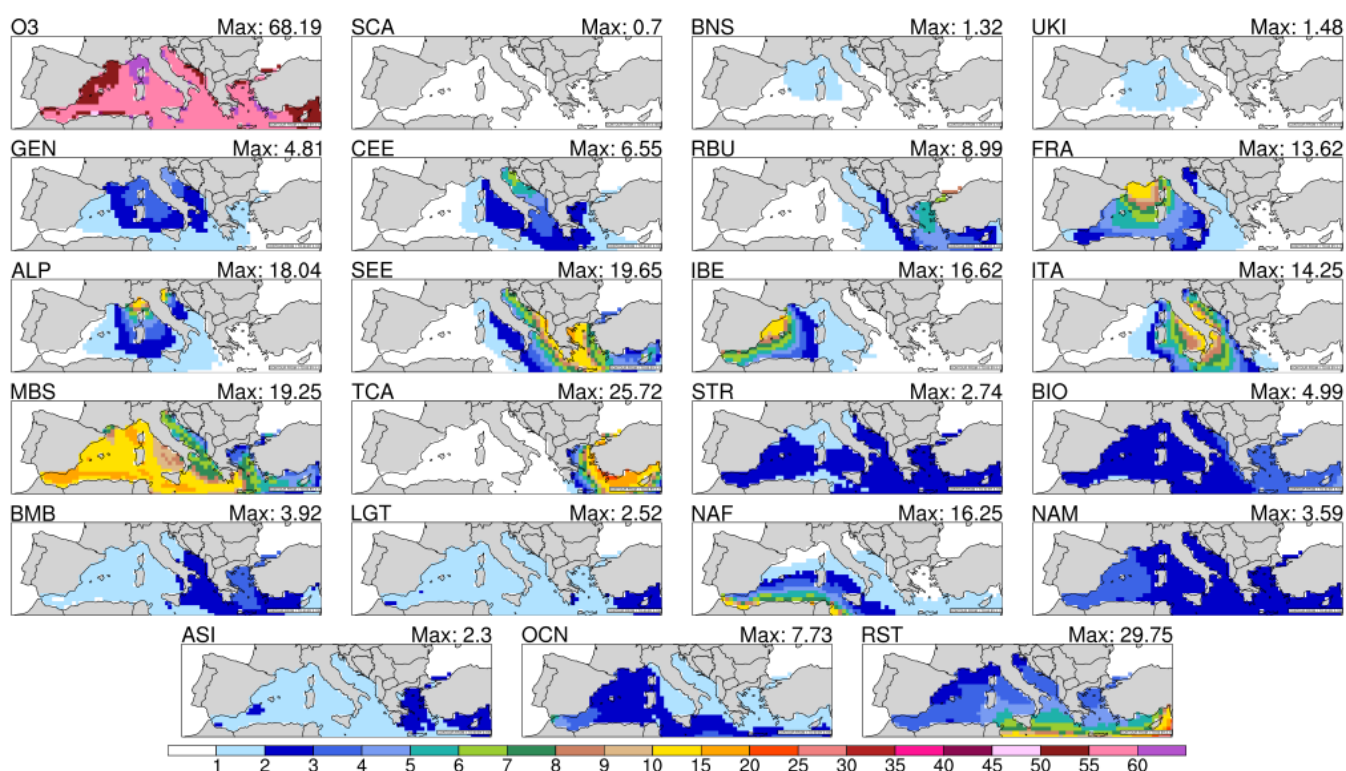 O3 Max: 68.19 SCA Max: 0.7 BNS Max: 1.32 UKI Max: 1.48
GEN Max: 4.81 CEE Max: 6.55 RBU Max: 8.99 FRA Max: 13.62
ALP Max: 18.04 SEE Max: 19.65 IBE Max: 16.62 ITA Max: 14.25
MBS Max: 19.25 TCA Max: 25.72 STR Max: 2.74 BIO Max: 4.99
BMB Max: 3.92 LGT Max: 2.52 NAF Max: 16.25 NAM Max: 3.59
ASI Max: 2.3 OCN Max: 7.73 RST Max: 29.75
1 2 3 4 5 6 7 8 9 10 15 20 25 30 35 40 45 50 55 60